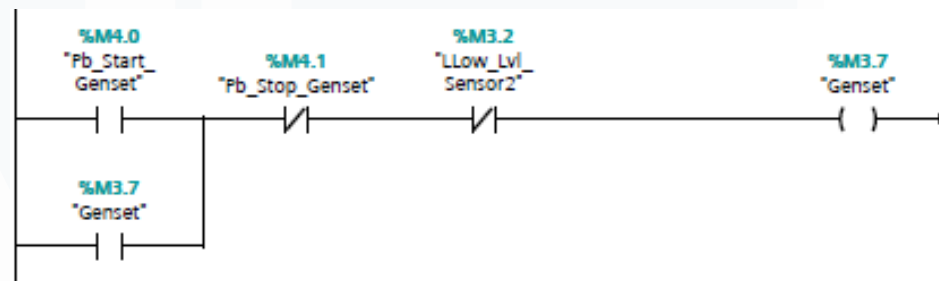 %M4.0
"Pb_Start_
Genset"
%M4.1
"Pb_Stop_Genset"
%M3.2
"LLow_Lvl_
Sensor2"
%M3.7
"Genset"
%M3.7
"Genset"